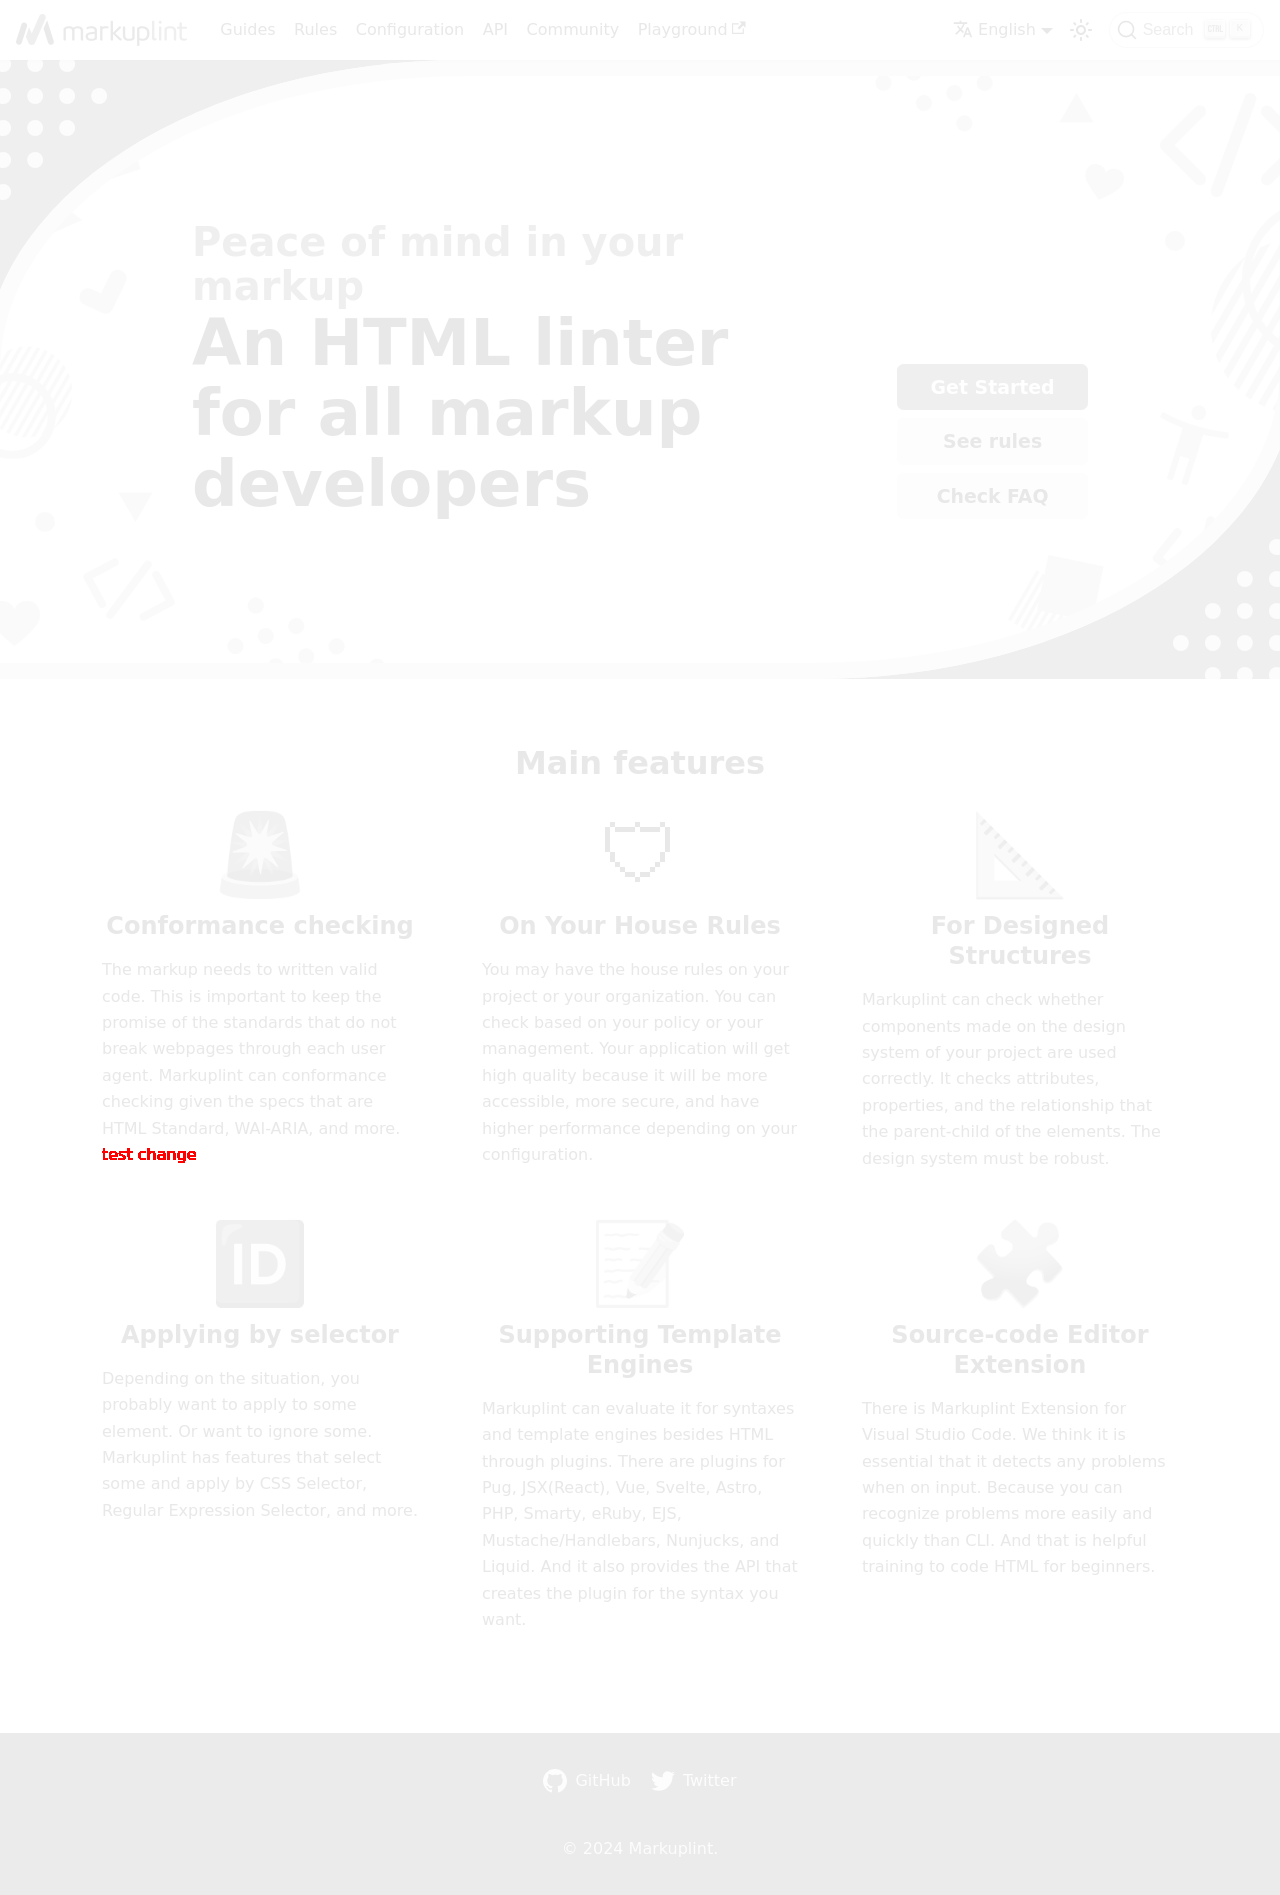 markuplint Guides Rules Configuration API Community Playground English Search CTRL K
Peace of mind in your
markup
An HTML linter
for all markup
developers
Get Started
See rules
Check FAQ
Main features
Conformance checking
The markup needs to written valid
code. This is important to keep the
promise of the standards that do not
break webpages through each user
agent. Markuplint can conformance
checking given the specs that are
HTML Standard, WAI-ARIA, and more.
test change
On Your House Rules
You may have the house rules on your
project or your organization. You can
check based on your policy or your
management. Your application will get
high quality because it will be more
accessible, more secure, and have
higher performance depending on your
configuration.
For Designed
Structures
Markuplint can check whether
components made on the design
system of your project are used
correctly. It checks attributes,
properties, and the relationship that
the parent-child of the elements. The
design system must be robust.
ID
Applying by selector
Depending on the situation, you
probably want to apply to some
element. Or want to ignore some.
Markuplint has features that select
some and apply by CSS Selector,
Regular Expression Selector, and more.
Supporting Template
Engines
Markuplint can evaluate it for syntaxes
and template engines besides HTML
through plugins. There are plugins for
Pug, JSX(React), Vue, Svelte, Astro,
PHP, Smarty, eRuby, EJS,
Mustache/Handlebars, Nunjucks, and
Liquid. And it also provides the API that
creates the plugin for the syntax you
want.
Source-code Editor
Extension
There is Markuplint Extension for
Visual Studio Code. We think it is
essential that it detects any problems
when on input. Because you can
recognize problems more easily and
quickly than CLI. And that is helpful
training to code HTML for beginners.
GitHub Twitter
© 2024 Markuplint.